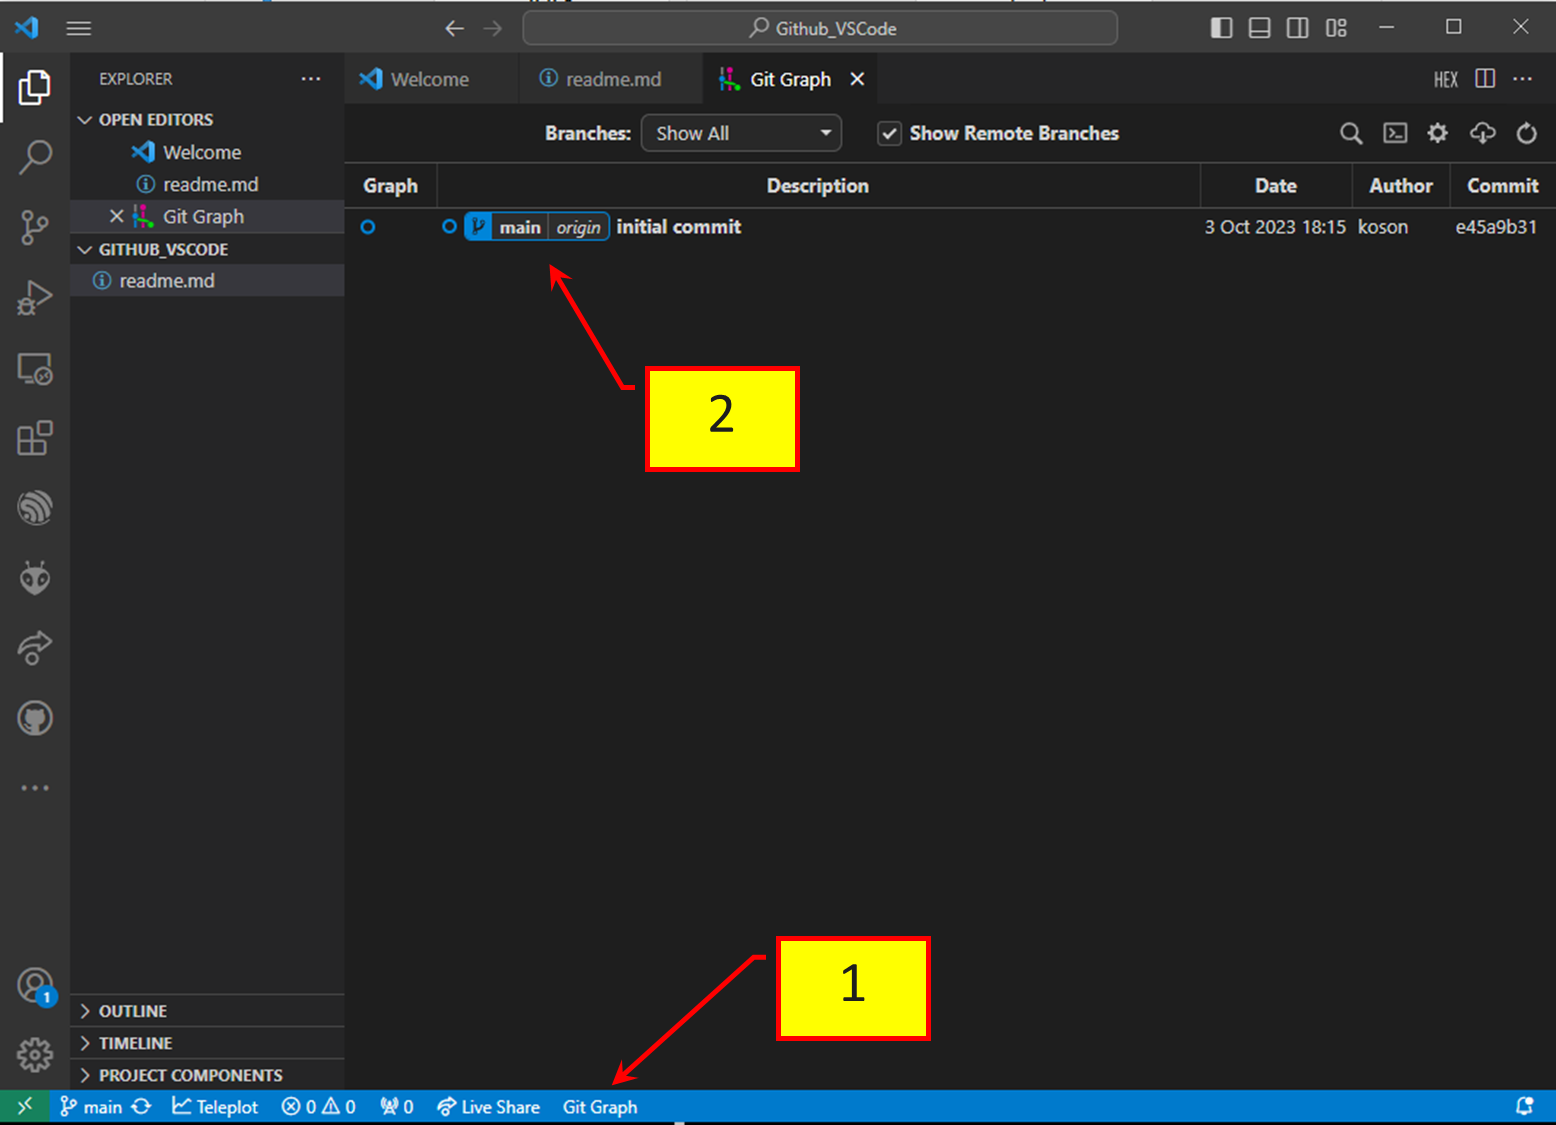 Github_VSCode
EXPLORER
Welcome
readme.md
Git Graph
HEX
OPEN EDITORS
Welcome
readme.md
Git Graph
GITHUB_VSCODE
readme.md
Branches: Show All
Show Remote Branches
Graph Description Date Author Commit
main origin initial commit 3 Oct 2023 18:15 koson e45a9b31
2
1
1
OUTLINE
TIMELINE
PROJECT COMPONENTS
main Teleplot 0 0 0 Live Share Git Graph